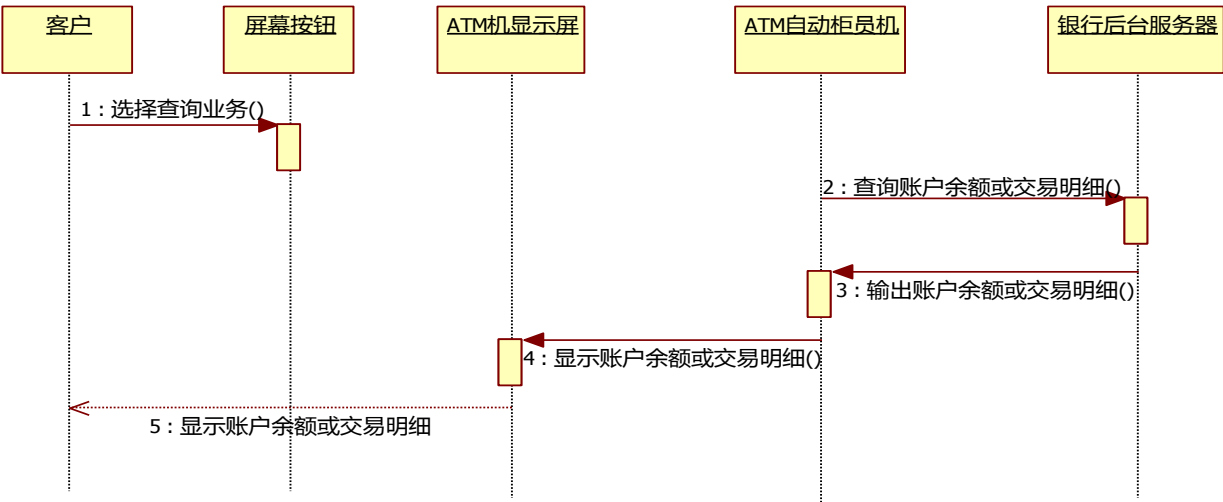 客户
屏幕按钮
ATM机显示屏
ATM自动柜员机
银行后台服务器
1 : 选择查询业务()
2 : 查询账户余额或交易明细()
3 : 输出账户余额或交易明细()
4 : 显示账户余额或交易明细()
5 : 显示账户余额或交易明细